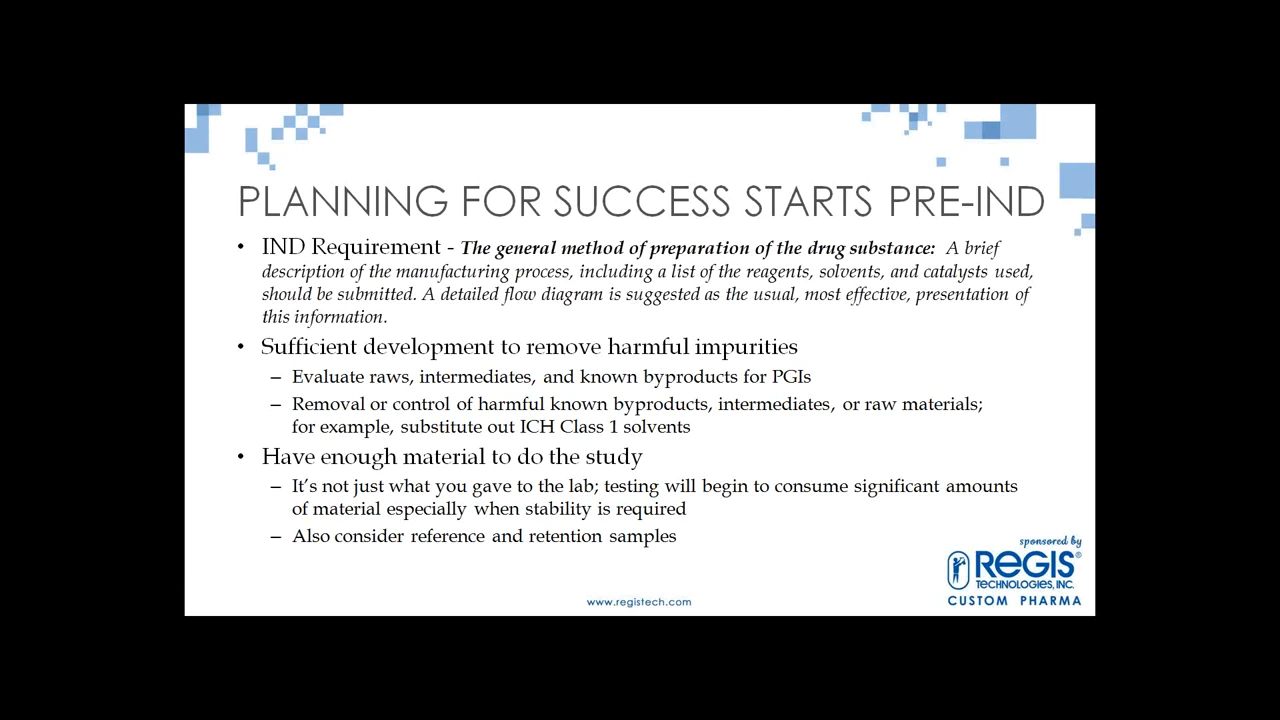 PLANNING FOR SUCCESS STARTS PRE-IND
• IND Requirement - The general method of preparation of the drug substance: A brief
description of the manufacturing process, including a list of the reagents, solvents, and catalysts used,
should be submitted. A detailed flow diagram is suggested as the usual, most effective, presentation of
this information.
• Sufficient development to remove harmful impurities
– Evaluate raws, intermediates, and known byproducts for PGIs
– Removal or control of harmful known byproducts, intermediates, or raw materials;
for example, substitute out ICH Class 1 solvents
• Have enough material to do the study
– It's not just what you gave to the lab; testing will begin to consume significant amounts
of material especially when stability is required
– Also consider reference and retention samples
sponsored by
REGIS®
TECHNOLOGIES, INC.
CUSTOM PHARMA
www.registech.com